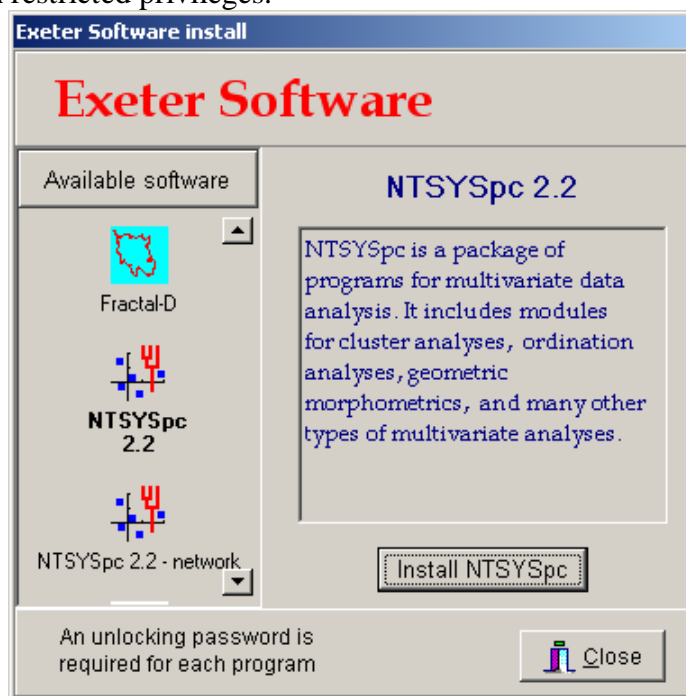 restricted privileges.
Exeter Software install
Exeter Software
Available software
Fractal-D
NTSYSpc
2.2
NTSYSpc 2.2 - network
NTSYSpc 2.2
NTSYSpc is a package of
programs for multivariate data
analysis. It includes modules
for cluster analyses, ordination
analyses, geometric
morphometrics, and many other
types of multivariate analyses.
Install NTSYSpc
An unlocking password is
required for each program
Close